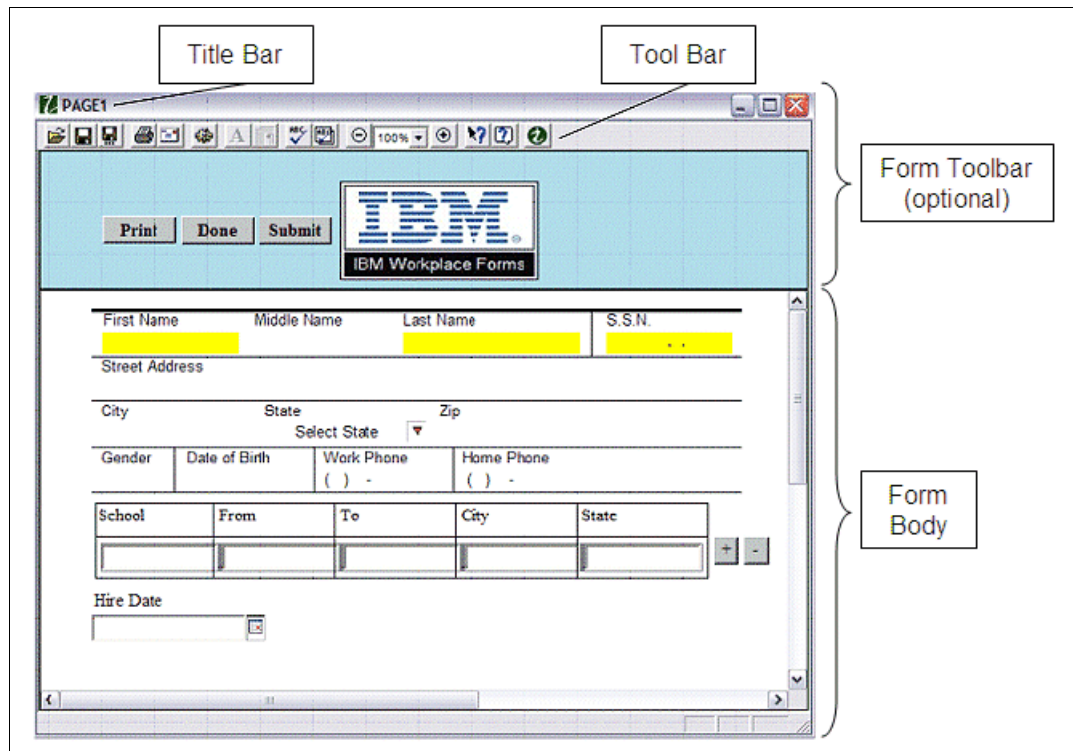 Title Bar
Tool Bar
PAGE1
100%
Form Toolbar
(optional)
Print Done Submit
IBM®
IBM Workplace Forms
First Name Middle Name Last Name S.S.N.
- -
Street Address
City State Zip
Select State
Gender Date of Birth Work Phone Home Phone
( ) - ( ) -
Form
Body
School From To City State
+ -
Hire Date